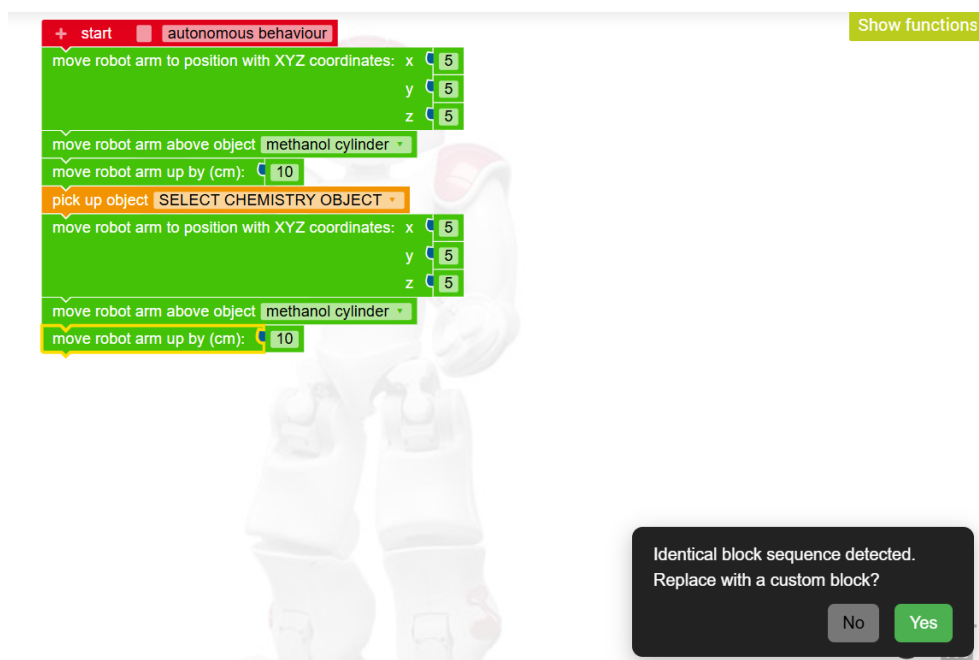 + start autonomous behaviour
Show functions
move robot arm to position with XYZ coordinates: x 5
y 5
z 5
move robot arm above object methanol cylinder
move robot arm up by (cm): 10
pick up object SELECT CHEMISTRY OBJECT
move robot arm to position with XYZ coordinates: x 5
y 5
z 5
move robot arm above object methanol cylinder
move robot arm up by (cm): 10
Identical block sequence detected.
Replace with a custom block?
No Yes